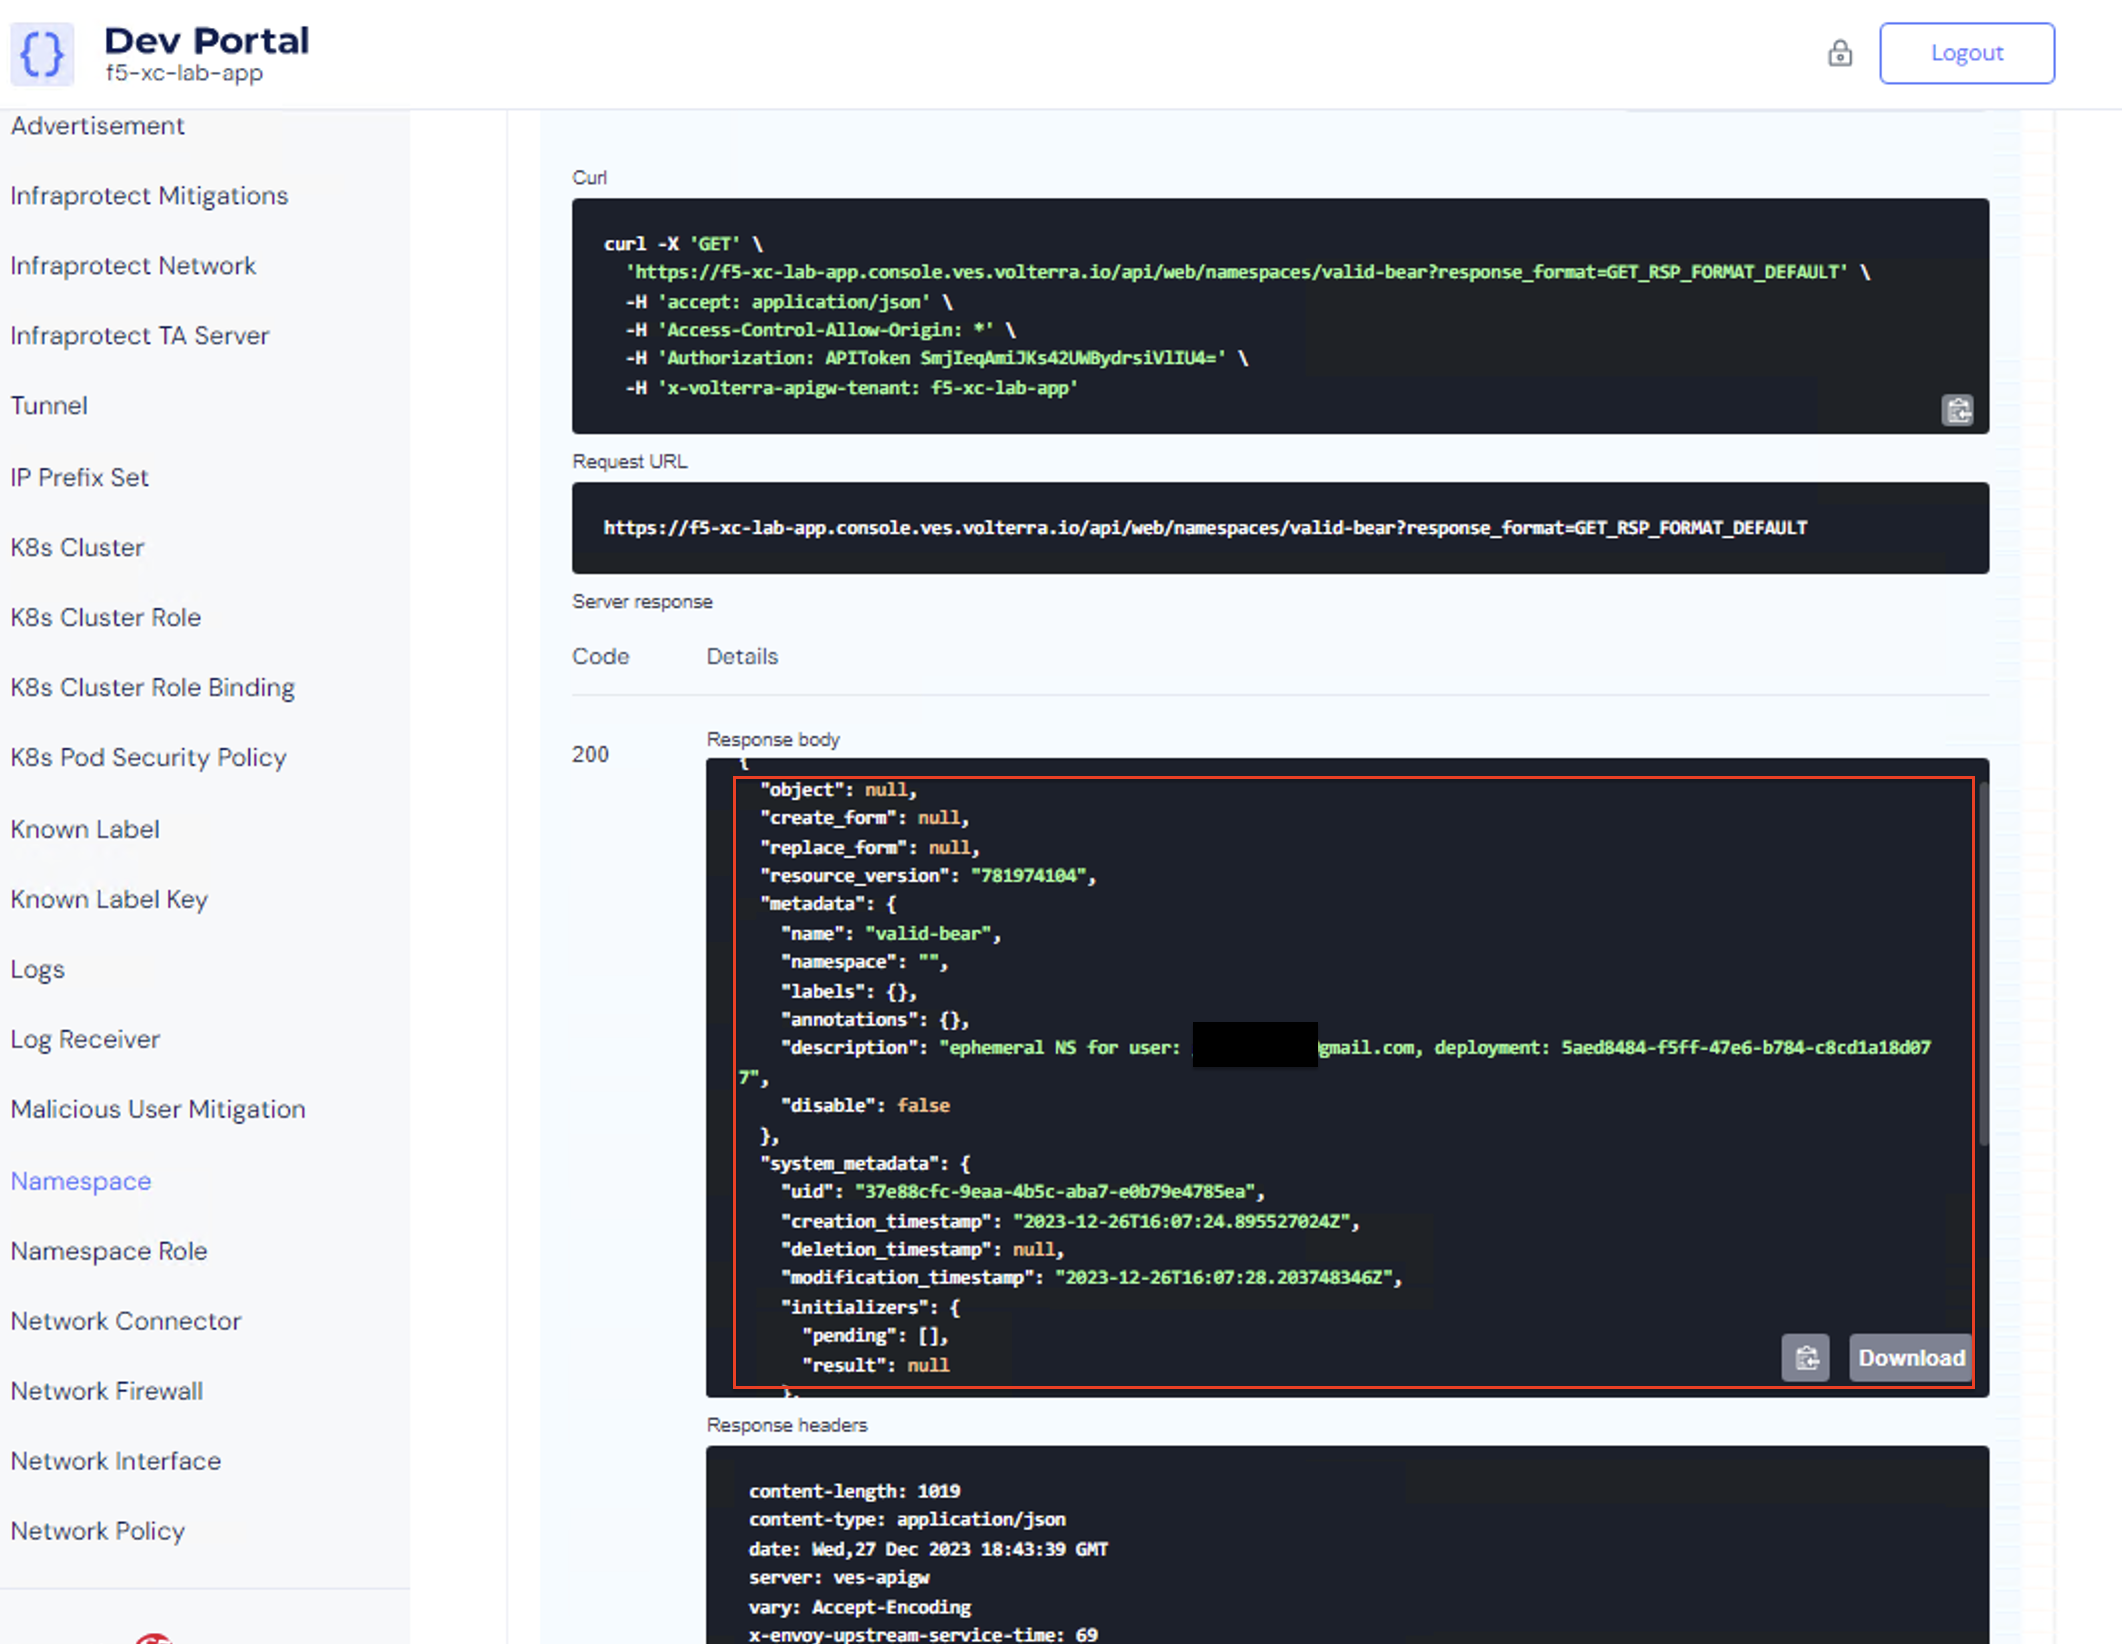 Dev Portal
f5-xc-lab-app
Logout
Advertisement
Infraprotect Mitigations
Infraprotect Network
Infraprotect TA Server
Tunnel
IP Prefix Set
K8s Cluster
K8s Cluster Role
K8s Cluster Role Binding
K8s Pod Security Policy
Known Label
Known Label Key
Logs
Log Receiver
Malicious User Mitigation
Namespace
Namespace Role
Network Connector
Network Firewall
Network Interface
Network Policy
Curl
curl -X 'GET' \
'https://f5-xc-lab-app.console.ves.volterra.io/api/web/namespaces/valid-bear?response_format=GET_RSP_FORMAT_DEFAULT' \
-H 'accept: application/json' \
-H 'Access-Control-Allow-Origin: *' \
-H 'Authorization: APIToken SmjIeqAmiJKs42UWBydrsiVlIU4=' \
-H 'x-volterra-apigw-tenant: f5-xc-lab-app'
Request URL
https://f5-xc-lab-app.console.ves.volterra.io/api/web/namespaces/valid-bear?response_format=GET_RSP_FORMAT_DEFAULT
Server response
Code Details
200
Response body
{
"object": null,
"create_form": null,
"replace_form": null,
"resource_version": "781974104",
"metadata": {
"name": "valid-bear",
"namespace": "",
"labels": {},
"annotations": {},
"description": "ephemeral NS for user: gmail.com, deployment: 5aed8484-f5ff-47e6-b784-c8cd1a18d07
7",
"disable": false
},
"system_metadata": {
"uid": "37e88cfc-9eaa-4b5c-aba7-e0b79e4785ea",
"creation_timestamp": "2023-12-26T16:07:24.895527024Z",
"deletion_timestamp": null,
"modification_timestamp": "2023-12-26T16:07:28.203748346Z",
"initializers": {
"pending": [],
"result": null
},
Download
Response headers
content-length: 1019
content-type: application/json
date: Wed,27 Dec 2023 18:43:39 GMT
server: ves-apigw
vary: Accept-Encoding
x-envoy-upstream-service-time: 69